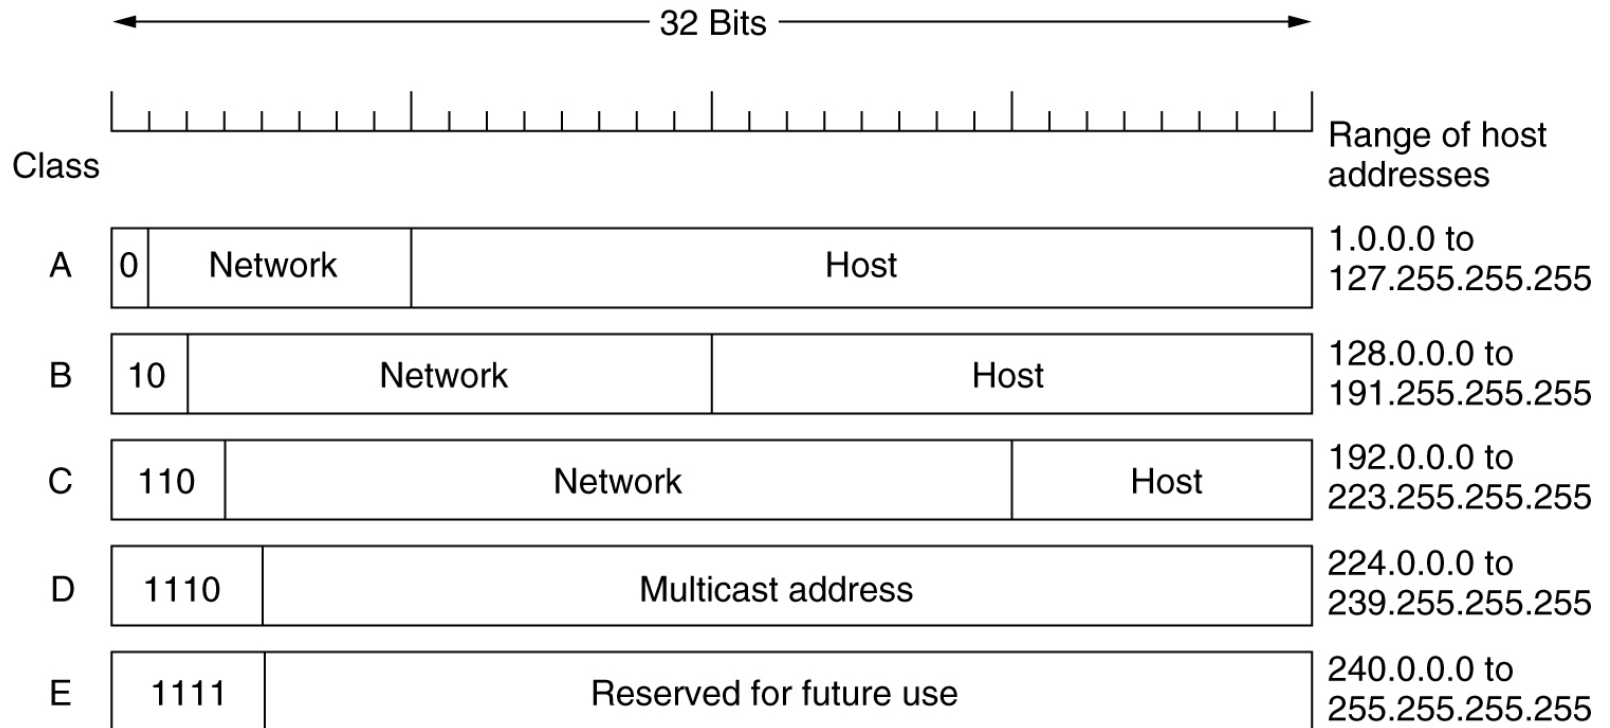 32 Bits
Range of host
addresses
Class
A
0
Network
Host
1.0.0.0 to
127.255.255.255
B
10
Network
Host
128.0.0.0 to
191.255.255.255
C
110
Network
Host
192.0.0.0 to
223.255.255.255
D
1110
Multicast address
224.0.0.0 to
239.255.255.255
E
1111
Reserved for future use
240.0.0.0 to
255.255.255.255